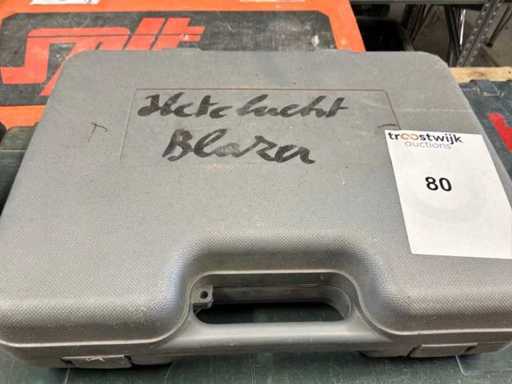 spit
Hete lucht
Blazer
troostwijk
auctions
80